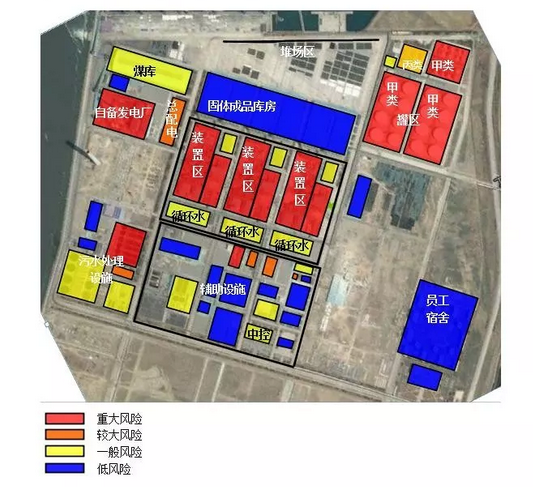 堆场区
丙类
甲类
煤库
甲类
甲类
罐区
自备发电厂
总配电
固体成品库房
装置区
装置区
装置区
循环水
循环水
循环水
污水处理
设施
辅助设施
中控
员工
宿舍
重大风险
较大风险
一般风险
低风险